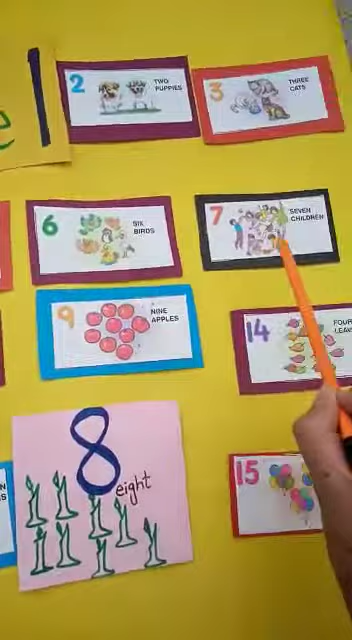 e 1
2 TWO
PUPPIES
3 THREE
CATS
6 SIX
BIRDS
7 SEVEN
CHILDREN
9 NINE
APPLES
14
8
eight
15